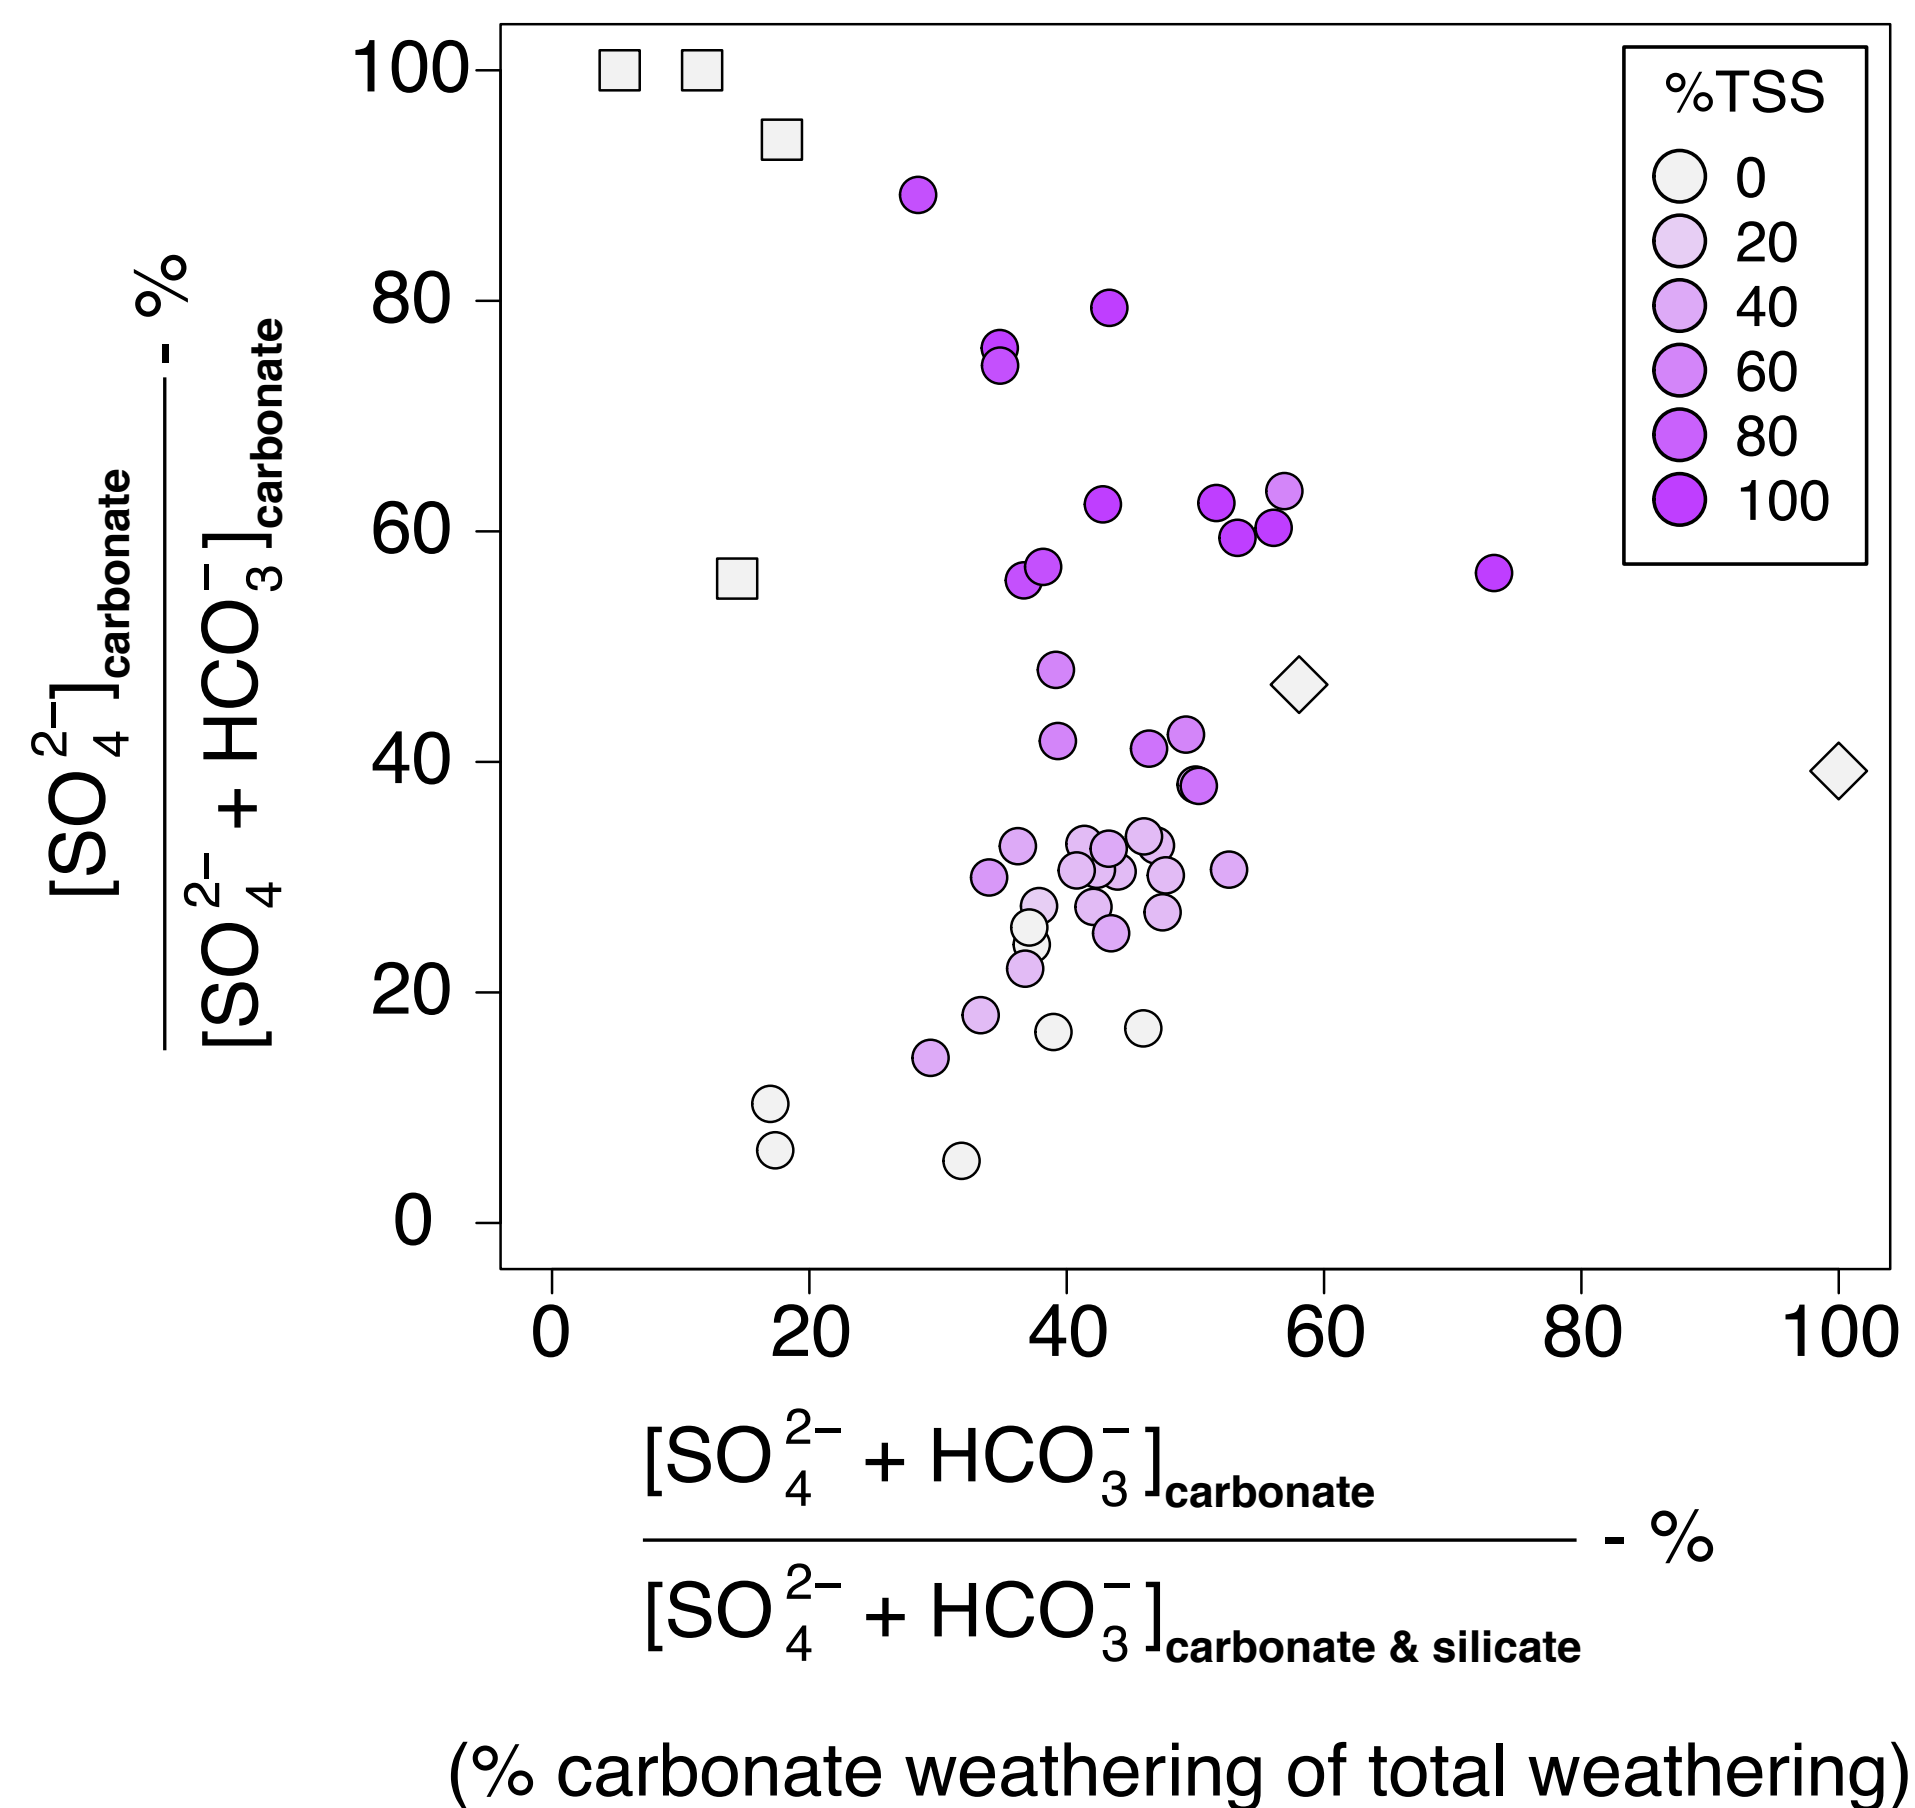 [SO₄²⁻]carbonate
[SO₄²⁻ + HCO₃⁻]carbonate
- %
100
80
60
40
20
0
%TSS
0
20
40
60
80
100
0 20 40 60 80 100
[SO₄²⁻ + HCO₃⁻]carbonate
- %
[SO₄²⁻ + HCO₃⁻]carbonate & silicate
(% carbonate weathering of total weathering)